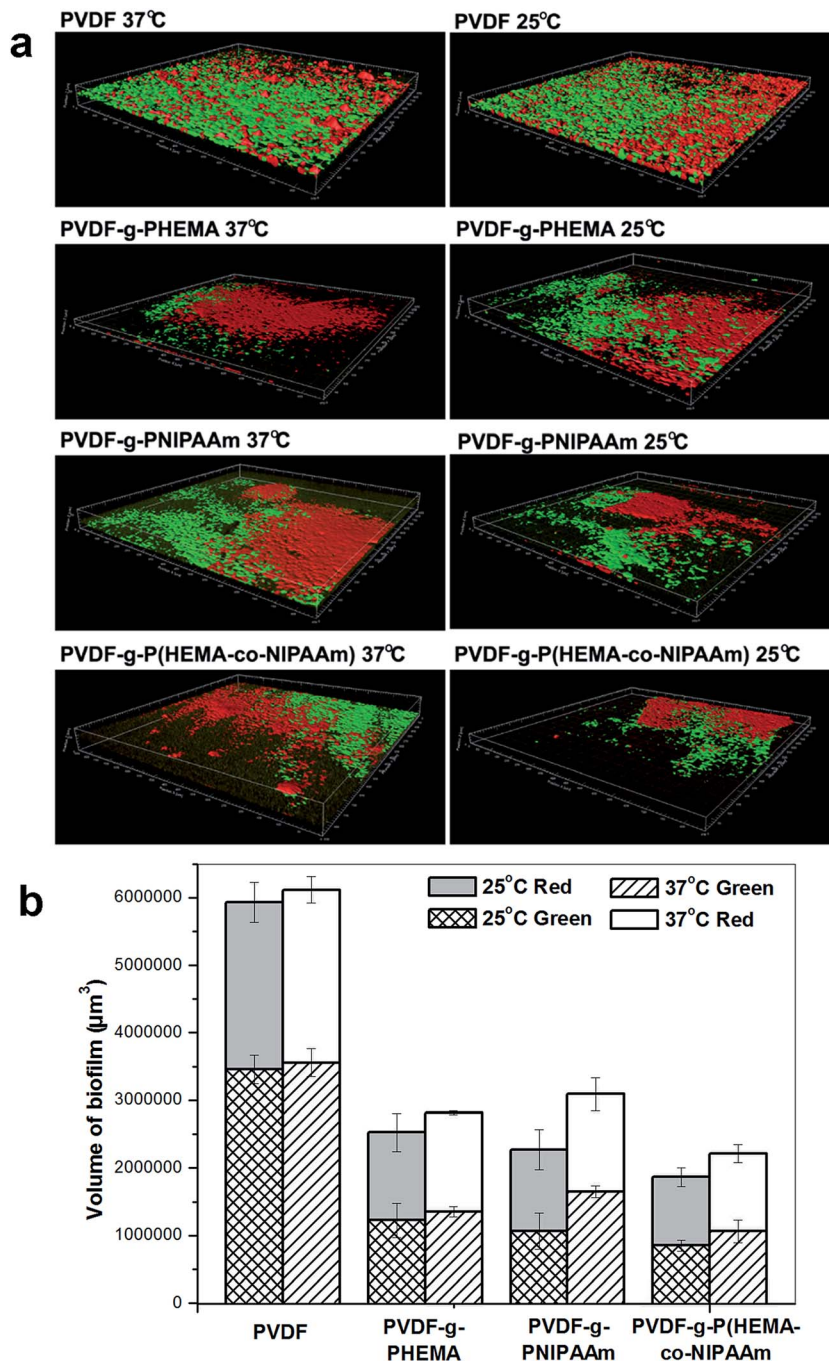 a
PVDF 37°C
PVDF 25°C
PVDF-g-PHEMA 37°C
PVDF-g-PHEMA 25°C
PVDF-g-PNIPAAm 37°C
PVDF-g-PNIPAAm 25°C
PVDF-g-P(HEMA-co-NIPAAm) 37°C
PVDF-g-P(HEMA-co-NIPAAm) 25°C
b
Volume of biofilm (µm³)
6000000
5000000
4000000
3000000
2000000
1000000
0
25°C Red
37°C Green
25°C Green
37°C Red
PVDF
PVDF-g-
PHEMA
PVDF-g-
PNIPAAm
PVDF-g-P(HEMA-
co-NIPAAm